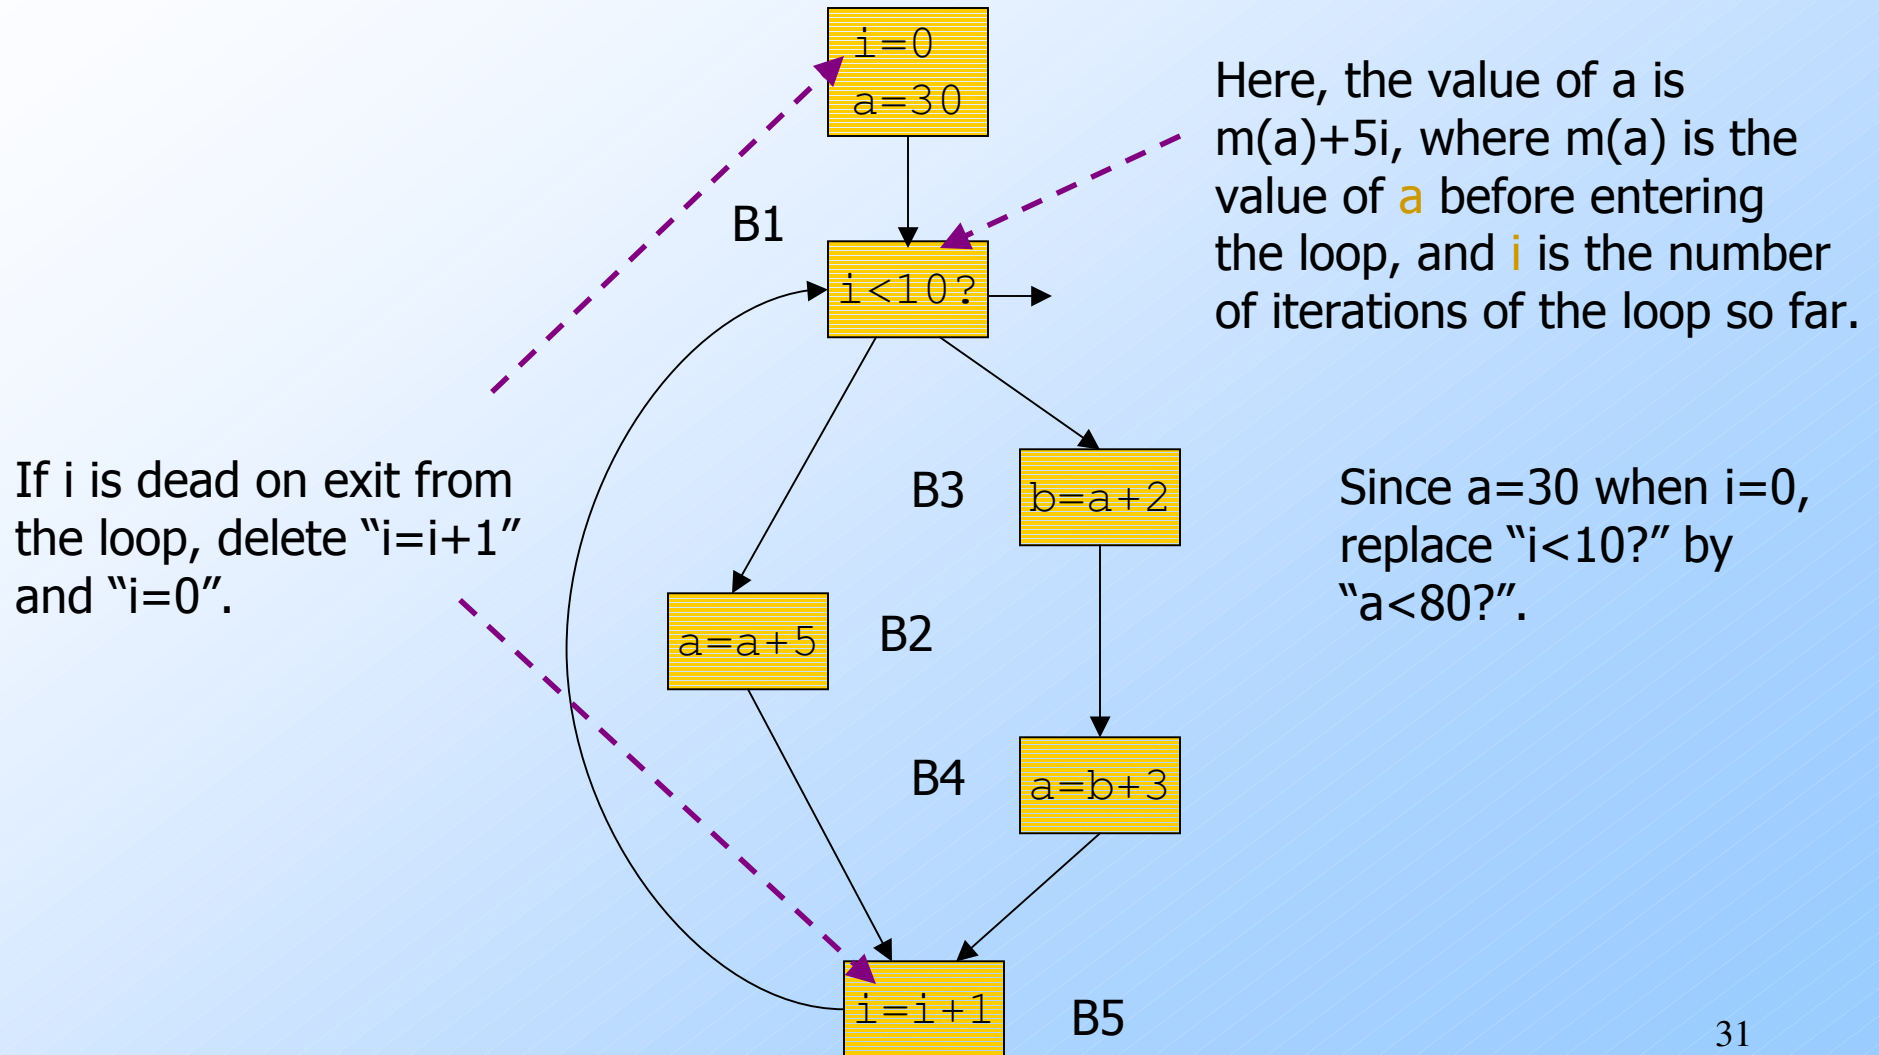 i=0
a=30
Here, the value of a is
m(a)+5i, where m(a) is the
value of a before entering
the loop, and i is the number
of iterations of the loop so far.
B1
i<10?
If i is dead on exit from
the loop, delete “i=i+1”
and “i=0”.
B3
b=a+2
Since a=30 when i=0,
replace “i<10?” by
“a<80?”.
a=a+5
B2
B4
a=b+3
i=i+1
B5
31